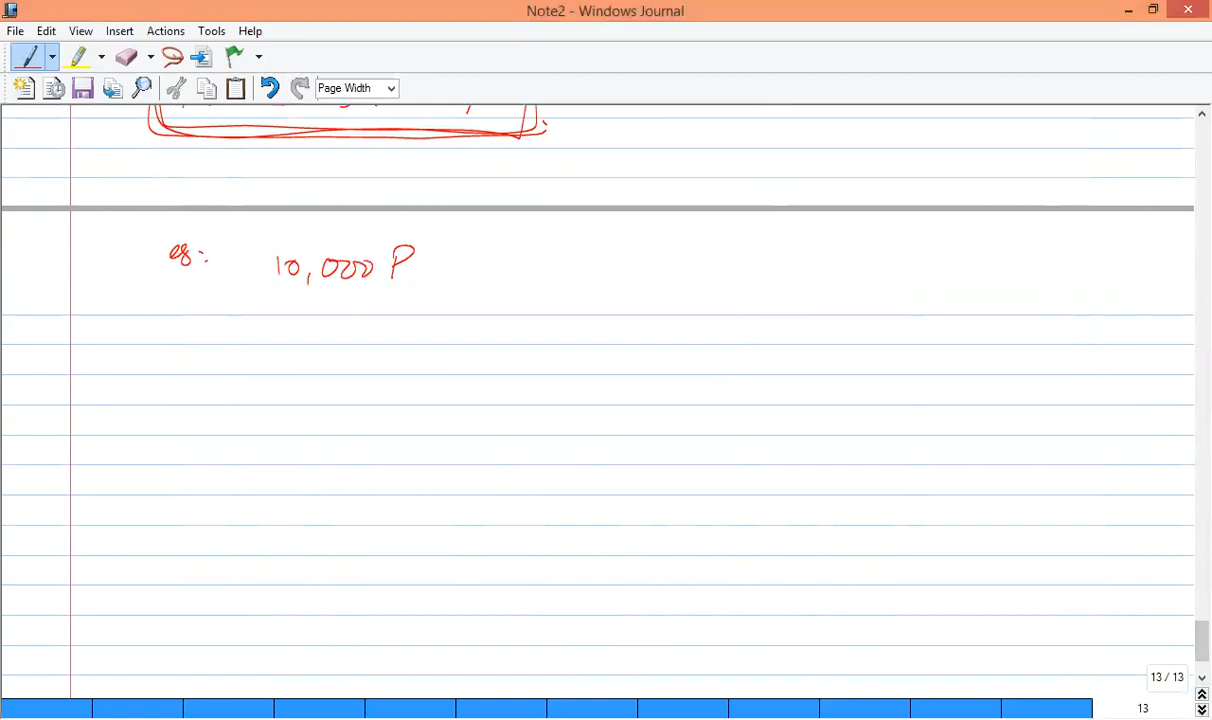 Note2 - Windows Journal
File Edit View Insert Actions Tools Help
Page Width
eg: 10,000 P
13 / 13
13